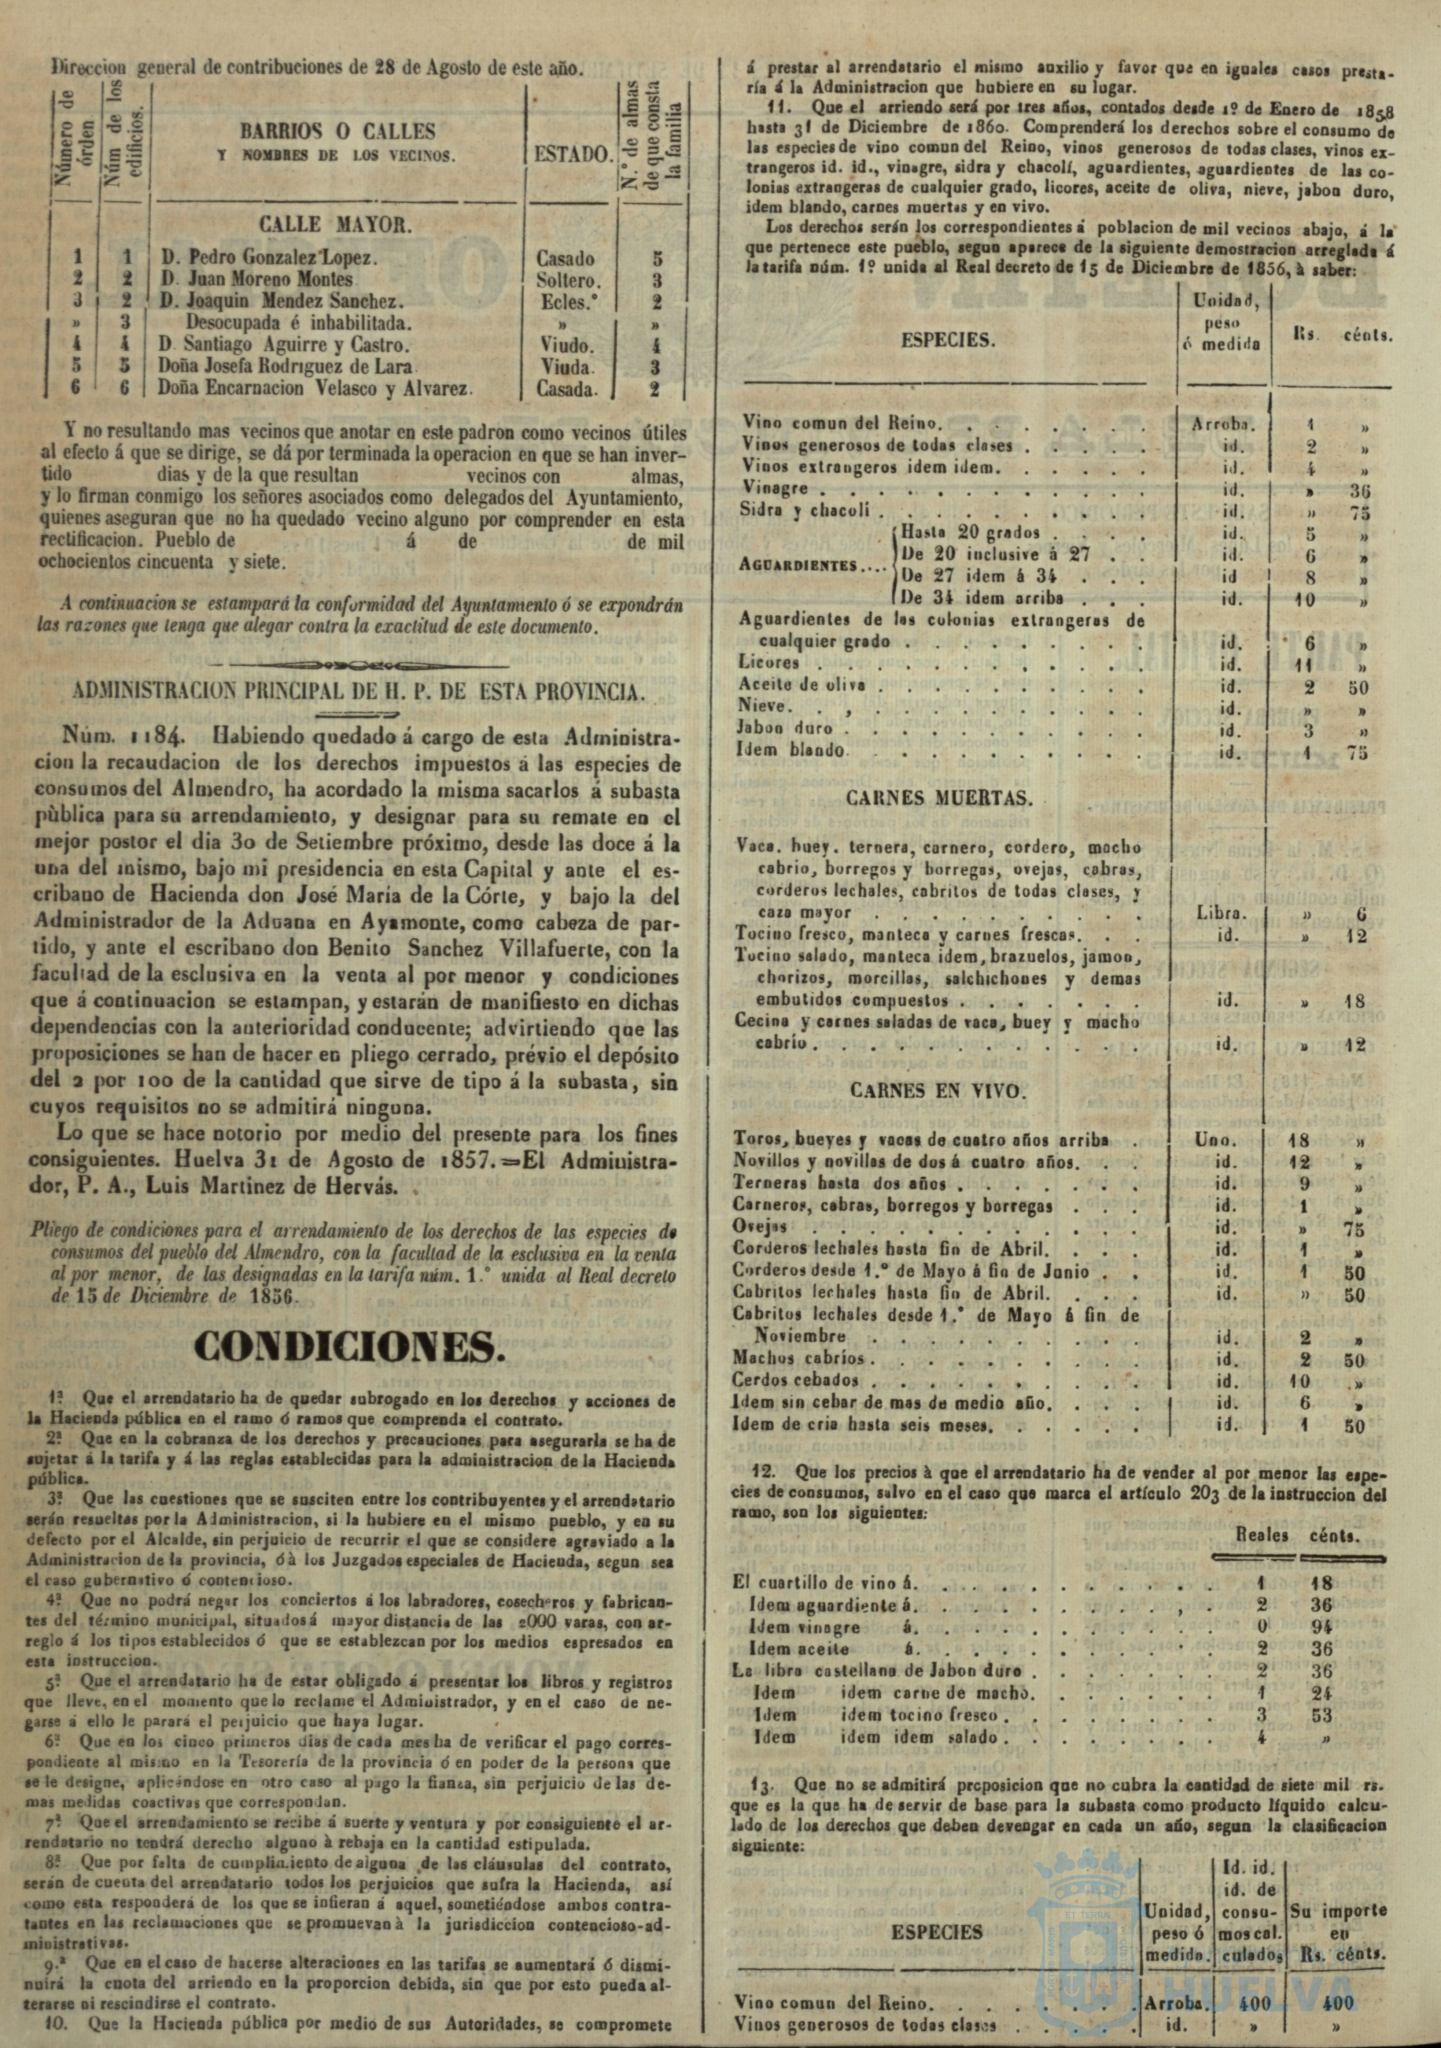 Direccion general de contribuciones de 28 de Agosto de este año.
Número de órden
Núm de los edificios.
BARRIOS O CALLES
Y NOMBRES DE LOS VECINOS.
ESTADO.
N.° de almas de que consta la familia
CALLE MAYOR.
1 1 D. Pedro Gonzalez Lopez. Casado 5
2 2 D. Juan Moreno Montes Soltero. 3
3 2 D. Joaquin Mendez Sanchez. Ecles.° 2
» 3 Desocupada é inhabilitada. » »
4 4 D. Santiago Aguirre y Castro. Viudo. 4
5 5 Doña Josefa Rodriguez de Lara Viuda. 3
6 6 Doña Encarnacion Velasco y Alvarez. Casada. 2
Y no resultando mas vecinos que anotar en este padron como vecinos útiles
al efecto á que se dirige, se dá por terminada la operacion en que se han inver-
tido dias y de la que resultan vecinos con almas,
y lo firman conmigo los señores asociados como delegados del Ayuntamiento,
quienes aseguran que no ha quedado vecino alguno por comprender en esta
rectificacion. Pueblo de á de de mil
ochocientos cincuenta y siete.
A continuacion se estampará la conformidad del Ayuntamiento ó se expondrán
las razones que tenga que alegar contra la exactitud de este documento.
ADMINISTRACION PRINCIPAL DE H. P. DE ESTA PROVINCIA.
Núm. 1184. Habiendo quedado á cargo de esta Administra-
cion la recaudacion de los derechos impuestos á las especies de
consumos del Almendro, ha acordado la misma sacarlos á subasta
pùblica para su arrendamiento, y designar para su remate en el
mejor postor el dia 30 de Setiembre próximo, desde las doce á la
una del mismo, bajo mi presidencia en esta Capital y ante el es-
cribano de Hacienda don José María de la Córte, y bajo la del
Administrador de la Aduana en Ayamonte, como cabeza de par-
tido, y ante el escribano don Benito Sanchez Villafuerte, con la
facultad de la esclusiva en la venta al por menor y condiciones
que á continuacion se estampan, y estarán de manifiesto en dichas
dependencias con la anterioridad conducente; advirtiendo que las
proposiciones se han de hacer en pliego cerrado, prévio el depósito
del 2 por 100 de la cantidad que sirve de tipo á la subasta, sin
cuyos requisitos no se admitirá ninguna.
Lo que se hace notorio por medio del presente para los fines
consiguientes. Huelva 31 de Agosto de 1857.=El Administra-
dor, P. A., Luis Martinez de Hervás.
Pliego de condiciones para el arrendamiento de los derechos de las especies de
consumos del pueblo del Almendro, con la facultad de la esclusiva en la venta
al por menor, de las designadas en la tarifa núm. 1.° unida al Real decreto
de 15 de Diciembre de 1856.
CONDICIONES.
1ª Que el arrendatario ha de quedar subrogado en los derechos y acciones de
la Hacienda pública en el ramo ó ramos que comprenda el contrato.
2ª Que en la cobranza de los derechos y precauciones para asegurarla se ha de
sujetar á la tarifa y á las reglas establecidas para la administracion de la Hacienda
pública.
3ª Que las cuestiones que se susciten entre los contribuyentes y el arrendatario
serán resueltas por la Administracion, si la hubiere en el mismo pueblo, y en su
defecto por el Alcalde, sin perjuicio de recurrir el que se considere agraviado a la
Administracion de la provincia, ó à los Juzgados especiales de Hacienda, segun sea
el caso gubernativo ó contencioso.
4ª Que no podrá negar los conciertos á los labradores, cosecheros y fabrican-
tes del término municipal, situados á mayor distancia de las 2000 varas, con ar-
reglo á los tipos establecidos ó que se establezcan por los medios espresados en
esta instruccion.
5ª Que el arrendatario ha de estar obligado á presentar los libros y registros
que lleve, en el momento que lo reclame el Administrador, y en el caso de ne-
garse á ello le parará el perjuicio que haya lugar.
6ª Que en los cinco primeros dias de cada mes ha de verificar el pago corres-
pondiente al mismo en la Tesorería de la provincia ó en poder de la persona que
se le designe, aplicándose en otro caso al pago la fianza, sin perjuicio de las de-
mas medidas coactivas que correspondan.
7ª Que el arrendamiento se recibe á suerte y ventura y por consiguiente el ar-
rendatario no tendrá derecho alguno à rebaja en la cantidad estipulada.
8ª Que por falta de cumplimiento de alguna de las cláusulas del contrato,
serán de cuenta del arrendatario todos los perjuicios que sufra la Hacienda, así
como esta responderá de los que se infieran á aquel, sometiéndose ambos contra-
tantes en las reclamaciones que se promuevan à la jurisdiccion contencioso-ad-
ministrativas.
9.ª Que en el caso de hacerse alteraciones en las tarifas se aumentará ó dismi-
nuirá la cuota del arriendo en la proporcion debida, sin que por esto pueda al-
terarse ni rescindirse el contrato.
10. Que la Hacienda pública por medio de sus Autoridades, se compromete
á prestar al arrendatario el mismo auxilio y favor que en iguales casos presta-
ría á la Administracion que hubiere en su lugar.
11. Que el arriendo será por tres años, contados desde 1º de Enero de 1858
hasta 31 de Diciembre de 1860. Comprenderá los derechos sobre el consumo de
las especies de vino comun del Reino, vinos generosos de todas clases, vinos ex-
trangeros id. id., vinagre, sidra y chacolí, aguardientes, aguardientes de las co-
lonias extrangeras de cualquier grado, licores, aceite de oliva, nieve, jabon duro,
idem blando, carnes muertas y en vivo.
Los derechos serán los correspondientes á poblacion de mil vecinos abajo, á la
que pertenece este pueblo, segun aparece de la siguiente demostracion arreglada á
la tarifa núm. 1º unida al Real decreto de 15 de Diciembre de 1856, à saber:
ESPECIES.
Unidad, peso ó medida
Rs. cénts.
Vino comun del Reino. Arroba. 1 »
Vinos generosos de todas clases id. 2 »
Vinos extrangeros idem idem. id. 4 »
Vinagre id. » 36
Sidra y chacolí id. » 75
AGUARDIENTES....
Hasta 20 grados id. 5 »
De 20 inclusive á 27 id. 6 »
De 27 idem á 34 id 8 »
De 34 idem arriba id. 10 »
Aguardientes de las colonias extrangeras de
cualquier grado id. 6 »
Licores id. 11 »
Aceite de oliva id. 2 50
Nieve. id. » »
Jabon duro id. 3 »
Idem blando. id. 1 75
CARNES MUERTAS.
Vaca, buey, ternera, carnero, cordero, macho
cabrio, borregos y borregas, ovejas, cabras,
corderos lechales, cabritos de todas clases, y
caza mayor Libra. » 6
Tocino fresco, manteca y carnes frescas. id. » 12
Tocino salado, manteca idem, brazuelos, jamon,
chorizos, morcillas, salchichones y demas
embutidos compuestos id. » 18
Cecina y carnes saladas de vaca, buey y macho
cabrío. id. » 12
CARNES EN VIVO.
Toros, bueyes y vacas de cuatro años arriba Uno. 18 »
Novillos y novillas de dos á cuatro años. id. 12 »
Terneras hasta dos años id. 9 »
Carneros, cabras, borregos y borregas id. 1 »
Ovejas id. » 75
Corderos lechales hasta fin de Abril. id. 1 »
Corderos desde 1.° de Mayo á fin de Junio id. 1 50
Cabritos lechales hasta fin de Abril. id. » 50
Cabritos lechales desde 1.° de Mayo á fin de
Noviembre id. 2 »
Machos cabríos. id. 2 50
Cerdos cebados id. 10 »
Idem sin cebar de mas de medio año. id. 6 »
Idem de cria hasta seis meses. id. 1 50
12. Que los precios à que el arrendatario ha de vender al por menor las espe-
cies de consumos, salvo en el caso que marca el artículo 203 de la instruccion del
ramo, son los siguientes:
Reales cénts.
El cuartillo de vino á. 1 18
Idem aguardiente á. 2 36
Idem vinagre á. 0 94
Idem aceite á. 2 36
La libra castellana de Jabon duro 2 36
Idem idem carne de macho. 1 24
Idem idem tocino fresco 3 53
Idem idem idem salado 4 »
13. Que no se admitirá proposicion que no cubra la cantidad de siete mil rs.
que es la que ha de servir de base para la subasta como producto líquido calcu-
lado de los derechos que deben devengar en cada un año, segun la clasificacion
siguiente:
ESPECIES
Unidad, peso ó medida.
Id. id. id. de consumos calculados
Su importe en Rs. cénts.
Vino comun del Reino. Arroba. 400 400
Vinos generosos de todas clases id. » »
HUELVA